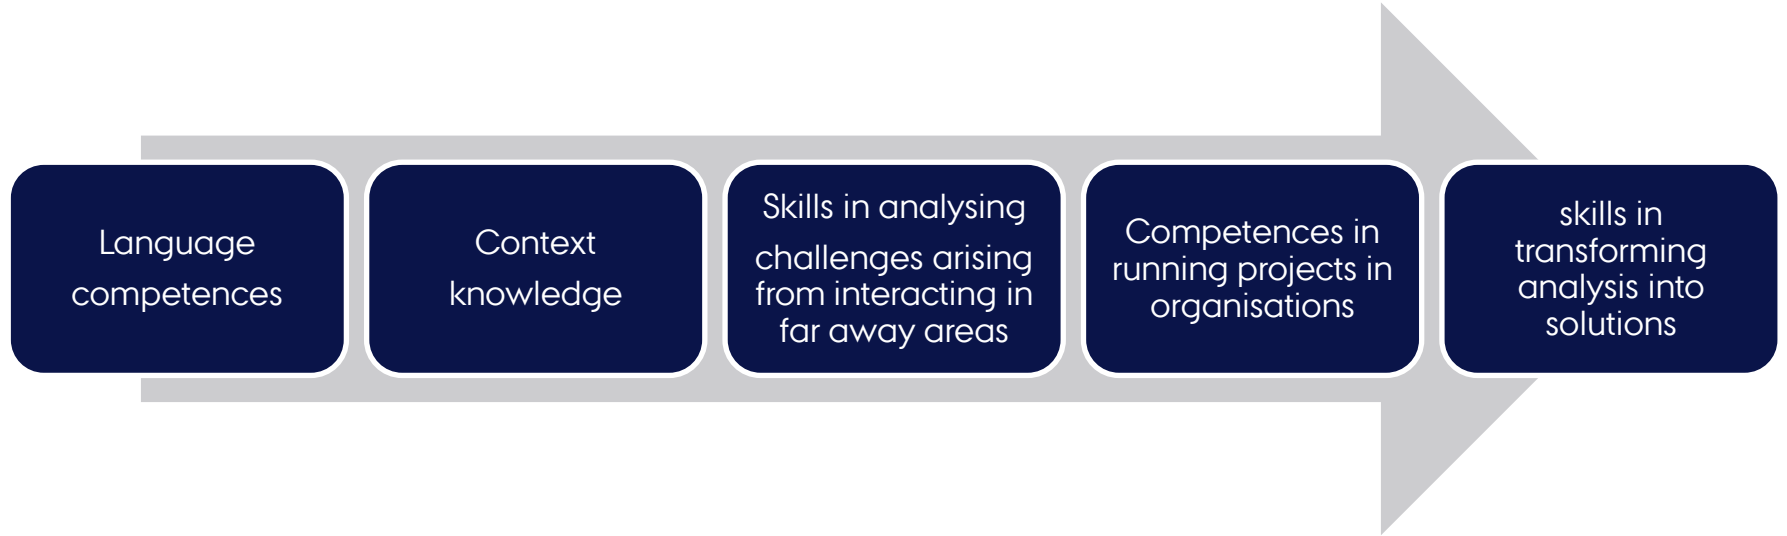 Language
competences
Context
knowledge
Skills in analysing
challenges arising
from interacting in
far away areas
Competences in
running projects in
organisations
skills in
transforming
analysis into
solutions